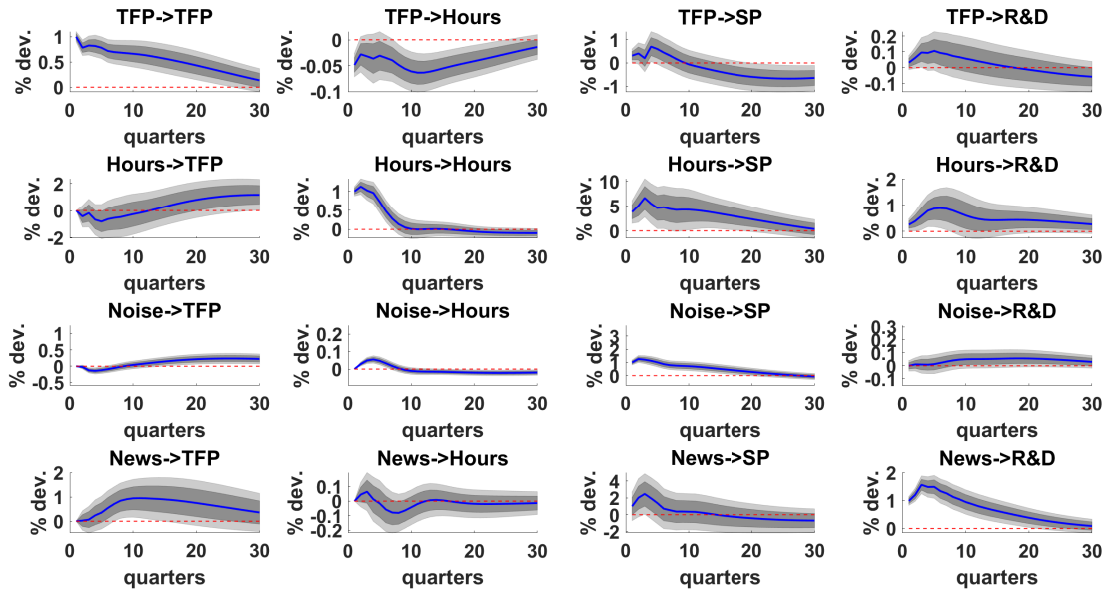 TFP->TFP
% dev.
1
0.5
0
0
10
20
30
quarters
TFP->Hours
% dev.
0
-0.05
-0.1
0
10
20
30
quarters
TFP->SP
% dev.
1
0
-1
0
10
20
30
quarters
TFP->R&D
% dev.
0.2
0.1
0
-0.1
0
10
20
30
quarters
Hours->TFP
% dev.
2
0
-2
0
10
20
30
quarters
Hours->Hours
% dev.
1
0.5
0
0
10
20
30
quarters
Hours->SP
% dev.
10
5
0
0
10
20
30
quarters
Hours->R&D
% dev.
2
1
0
0
10
20
30
quarters
Noise->TFP
% dev.
1
0.5
0
-0.5
0
10
20
30
quarters
Noise->Hours
% dev.
0.2
0.1
0
0
10
20
30
quarters
Noise->SP
% dev.
3
2
1
0
0
10
20
30
quarters
Noise->R&D
% dev.
0.3
0.2
0.1
0
-0.1
0
10
20
30
quarters
News->TFP
% dev.
2
1
0
0
10
20
30
quarters
News->Hours
% dev.
0.1
0
-0.1
-0.2
0
10
20
30
quarters
News->SP
% dev.
4
2
0
-2
0
10
20
30
quarters
News->R&D
% dev.
2
1
0
0
10
20
30
quarters